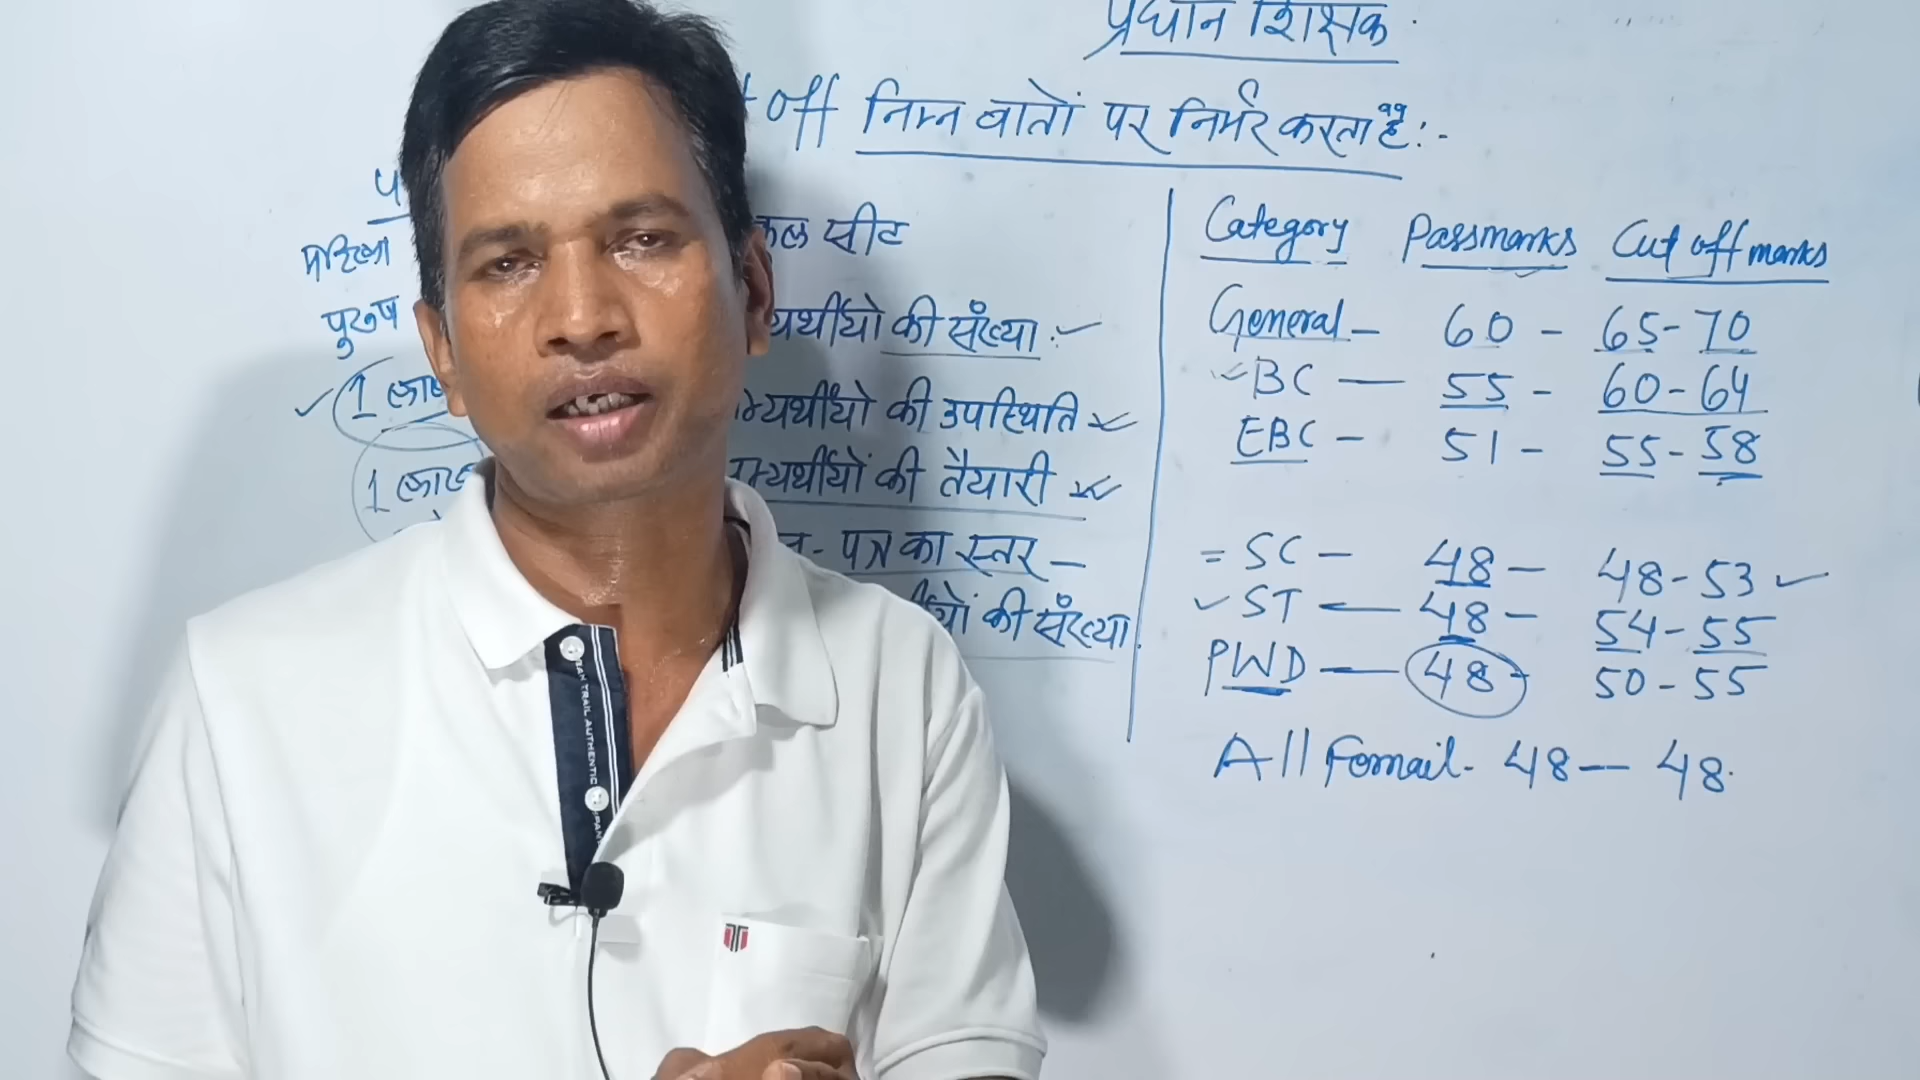 प्रधान शिक्षक
off निम्न बातों पर निर्भर करता है:-
महिला
पुरुष
1
1 लाख
सीट
की संख्या:
की उपस्थिति
की तैयारी
पत्र का स्तर
की संख्या
Category Passmarks Cut off marks
General - 60 - 65-70
BC - 55 - 60-64
EBC - 51 - 55-58
= SC - 48 - 48-53
ST - 48 - 54-55
PWD - 48 - 50-55
All Femail - 48 - 48.
TRAIL AUTHENTIC